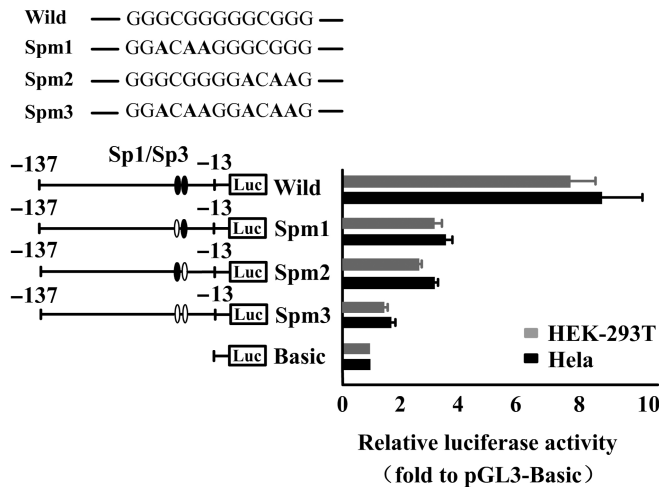 Wild GGGCGGGGGCGGG
Spm1 GGACAAGGGCGGG
Spm2 GGGCGGGGACAAG
Spm3 GGACAAGGACAAG
Sp1/Sp3
−137 −13 Luc Wild
−13 Luc Spm1
−137 −13 Luc Spm2
−137 −13 Luc Spm3
Luc Basic
HEK-293T
Hela
0 2 4 6 8 10
Relative luciferase activity
（fold to pGL3-Basic）